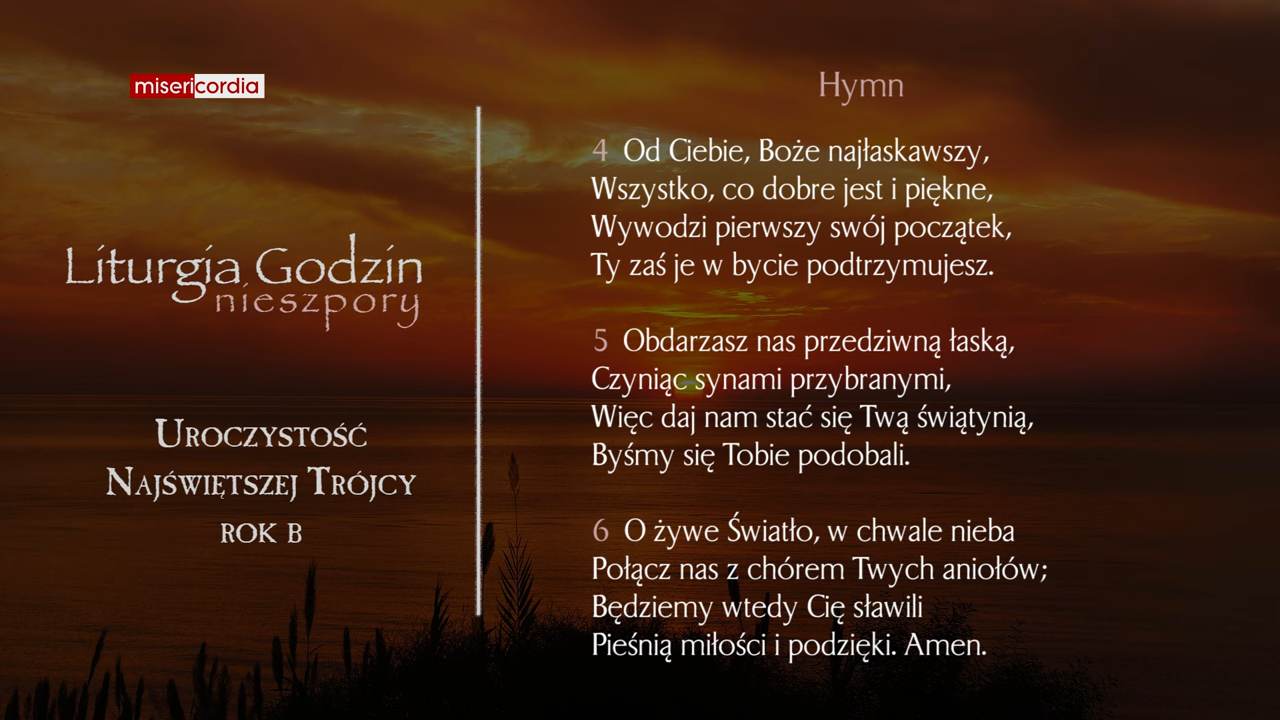 misericordia
Liturgia Godzin
nieszpory
Uroczystość
Najświętszej Trójcy
rok B
Hymn
4 Od Ciebie, Boże najłaskawszy,
Wszystko, co dobre jest i piękne,
Wywodzi pierwszy swój początek,
Ty zaś je w bycie podtrzymujesz.
5 Obdarzasz nas przedziwną łaską,
Czyniąc synami przybranymi,
Więc daj nam stać się Twą świątynią,
Byśmy się Tobie podobali.
6 O żywe Światło, w chwale nieba
Połącz nas z chórem Twych aniołów;
Będziemy wtedy Cię sławili
Pieśnią miłości i podzięki. Amen.